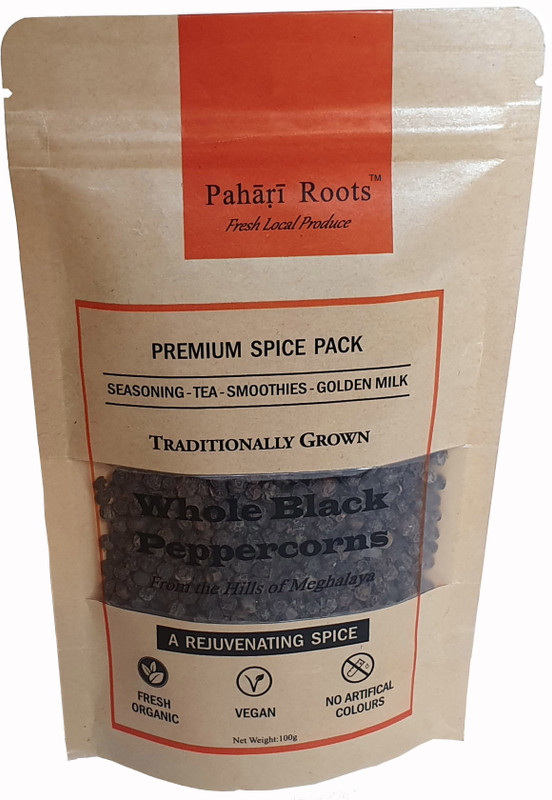 Pahāṛī Roots™
Fresh Local Produce
PREMIUM SPICE PACK
SEASONING - TEA - SMOOTHIES - GOLDEN MILK
TRADITIONALLY GROWN
Whole Black
Peppercorns
From the Hills of Meghalaya
A REJUVENATING SPICE
FRESH
ORGANIC
VEGAN
NO ARTIFICAL
COLOURS
Net Weight:100g